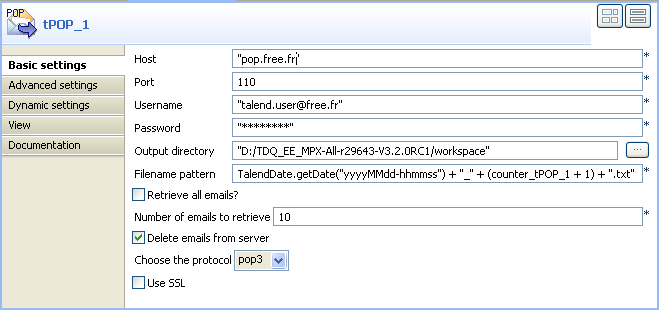 POP
tPOP_1
Basic settings
Advanced settings
Dynamic settings
View
Documentation
Host "pop.free.fr" *
Port 110 *
Username "talend.user@free.fr" *
Password "********" *
Output directory "D:/TDQ_EE_MPX-All-r29643-V3.2.0RC1/workspace" ... *
Filename pattern TalendDate.getDate("yyyyMMdd-hhmmss") + "_" + (counter_tPOP_1 + 1) + ".txt" *
Retrieve all emails?
Number of emails to retrieve 10 *
Delete emails from server
Choose the protocol pop3
Use SSL